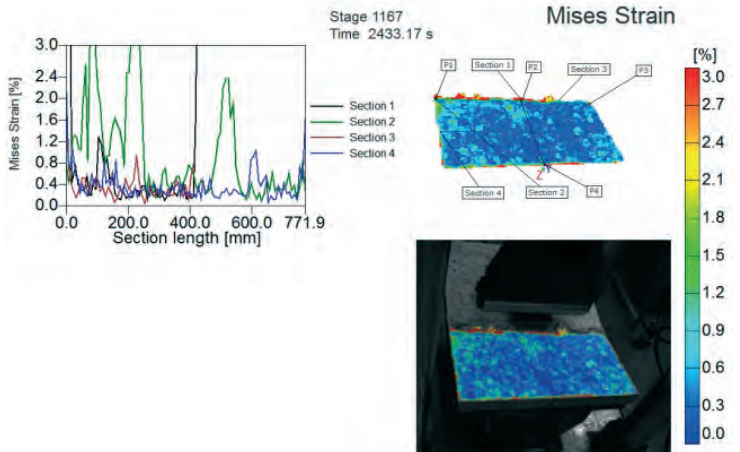 Stage 1167
Time 2433.17 s
Mises Strain
3.0
2.4
2.0
1.6
1.2
0.8
0.4
0.0
Mises Strain [%]
0.0 200.0 400.0 600.0 771.9
Section length [mm]
Section 1
Section 2
Section 3
Section 4
P1
Section 1
P2
Section 3
P3
Section 4
Section 2
P4
Z
[%]
3.0
2.7
2.4
2.1
1.8
1.5
1.2
0.9
0.6
0.3
0.0